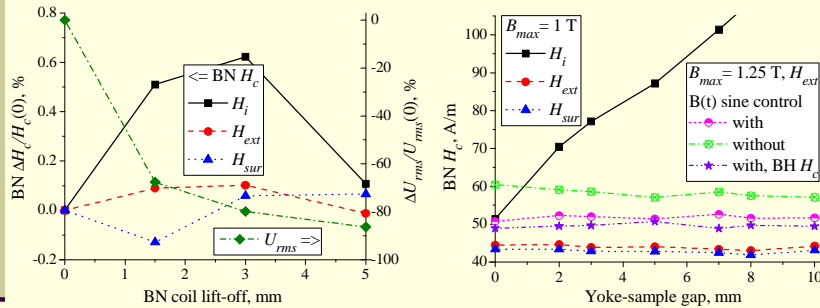 0.8
0.6
0.4
0.2
0.0
-0.2
BN ΔH_c/H_c(0), %
0
-20
-40
-60
-80
-100
ΔU_rms/U_rms(0), %
<= BN H_c
H_i
H_ext
H_sur
U_rms =>
0 1 2 3 4 5
BN coil lift-off, mm
100
90
80
70
60
50
40
BN H_c, A/m
B_max= 1 T
H_i
H_ext
H_sur
B_max= 1.25 T, H_ext
B(t) sine control
with
without
with, BH H_c
0 2 4 6 8 10
Yoke-sample gap, mm